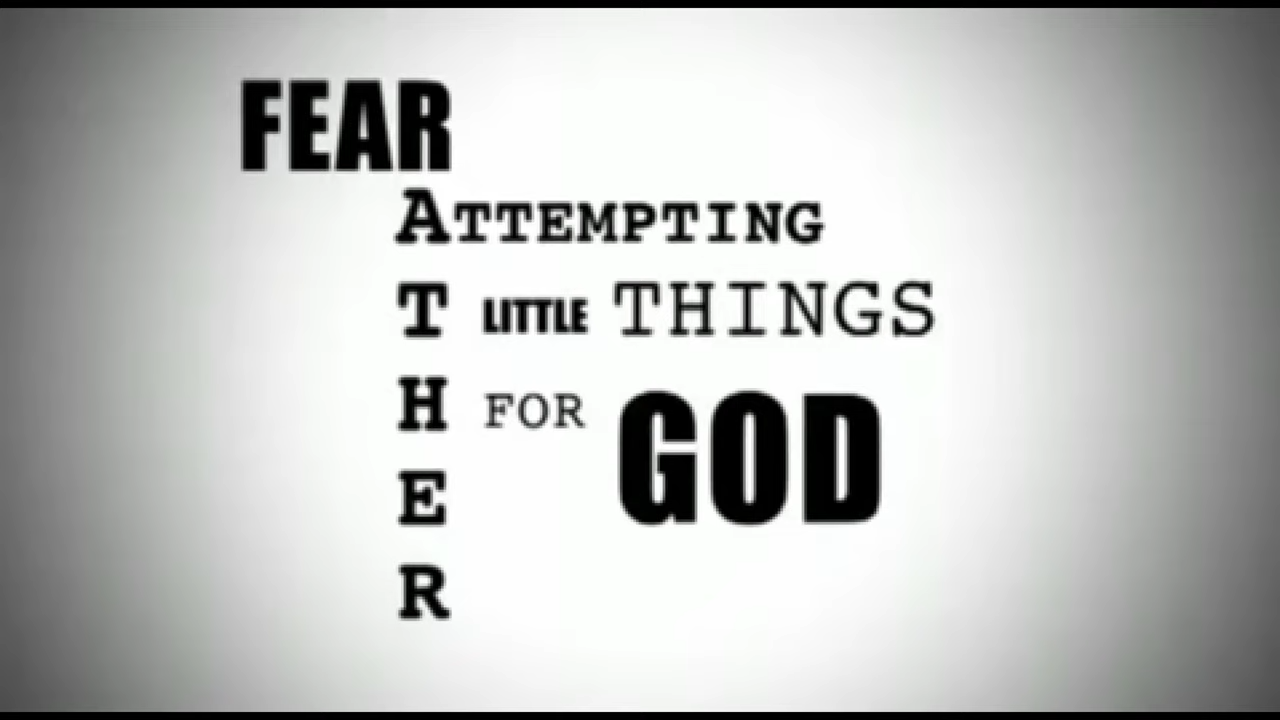 FEAR
ATTEMPTING
T LITTLE THINGS
H FOR GOD
E
R